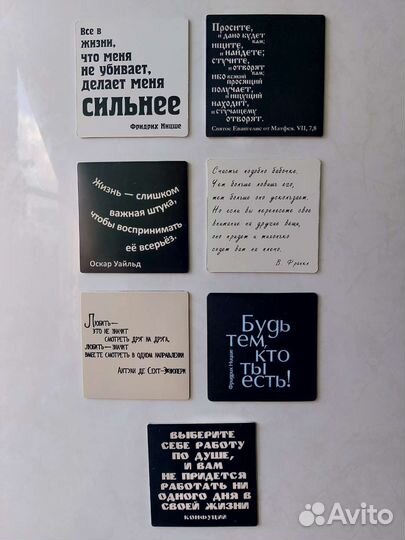 Все в
жизни,
что меня
не убивает,
делает меня
СИЛЬНЕЕ
Фридрих Ницше
Просите,
и дано будет
вам;
ищите,
и найдете;
стучите,
и отворят
вам;
ибо всякий
просящий
получает,
и ищущий
находит,
и стучащему
отворят.
Святое Евангелие от Матфея. VII, 7,8
Жизнь — слишком
важная штука,
чтобы воспринимать
её всерьёз.
Оскар Уайльд
Счастье подобно бабочке.
Чем больше ловишь его,
тем больше оно ускользает.
Но если вы перенесете свое
внимание на другие вещи,
оно придет и тихонько
сядет вам на плечо.
В. Франкл
Любить—
это не значит
смотреть друг на друга,
любить— значит
вместе смотреть в одном направлении
Антуан де Сент-Экзюпери
Будь
тем,
кто
ты
есть!
Фридрих Ницше
ВЫБЕРИТЕ
СЕБЕ РАБОТУ
ПО ДУШЕ,
И ВАМ
НЕ ПРИДЕТСЯ
РАБОТАТЬ НИ
ОДНОГО ДНЯ В
СВОЕЙ ЖИЗНИ
КОНФУЦИЙ
Avito